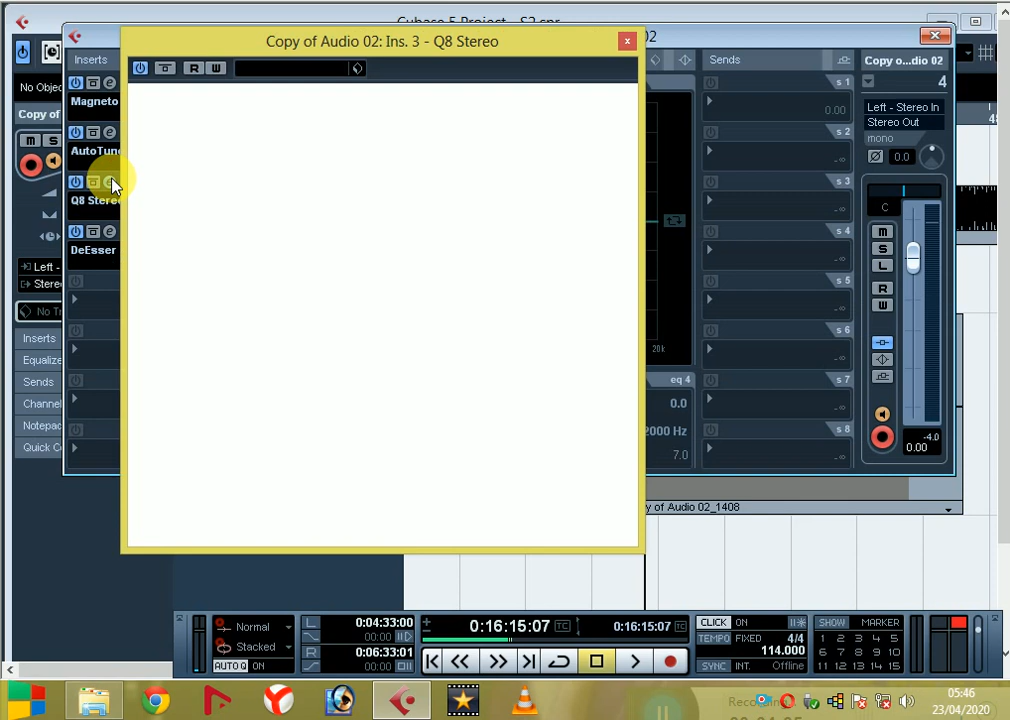 Cubase 5 Project - S2.cpr
Copy of Audio 02: Ins. 3 - Q8 Stereo
x
02
R W
No Objec
Copy of
M S
Left -
Stereo
No Tr
Inserts
Equalize
Sends
Channel
Notepa
Quick C
Inserts
e
Magneto
e
AutoTune
Q8 Stereo
e
DeEsser
20k
eq 4
0.0
2000 Hz
7.0
Sends
s 1
0.00
s 2
-∞
s 3
-∞
s 4
-∞
s 5
-∞
s 6
-∞
s 7
-∞
s 8
-∞
Copy o...dio 02
4
Left - Stereo In
Stereo Out
mono
0.0
C
M
S
L
R
W
-4.0
0.00
y of Audio 02_1408
Normal
Stacked
AUTO Q ON
L 0:04:33:00
00:00
R 0:06:33:01
00:00
0:16:15:07 TC
0:16:15:07 TC
CLICK ON
TEMPO FIXED 4/4
114.000
SYNC INT. Offline
SHOW MARKER
1 2 3 4 5
6 7 8 9 10
11 12 13 14 15
05:46
23/04/2020